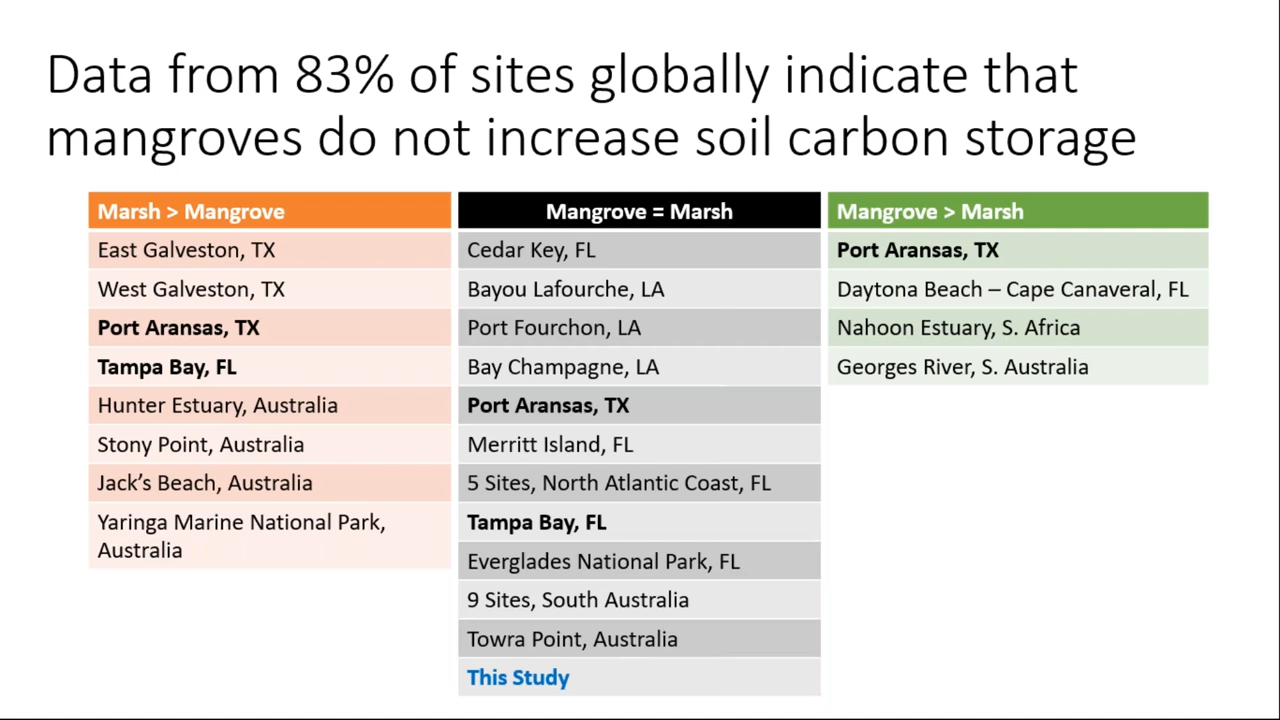 Data from 83% of sites globally indicate that
mangroves do not increase soil carbon storage
Marsh > Mangrove
East Galveston, TX
West Galveston, TX
Port Aransas, TX
Tampa Bay, FL
Hunter Estuary, Australia
Stony Point, Australia
Jack’s Beach, Australia
Yaringa Marine National Park,
Australia
Mangrove = Marsh
Cedar Key, FL
Bayou Lafourche, LA
Port Fourchon, LA
Bay Champagne, LA
Port Aransas, TX
Merritt Island, FL
5 Sites, North Atlantic Coast, FL
Tampa Bay, FL
Everglades National Park, FL
9 Sites, South Australia
Towra Point, Australia
This Study
Mangrove > Marsh
Port Aransas, TX
Daytona Beach – Cape Canaveral, FL
Nahoon Estuary, S. Africa
Georges River, S. Australia